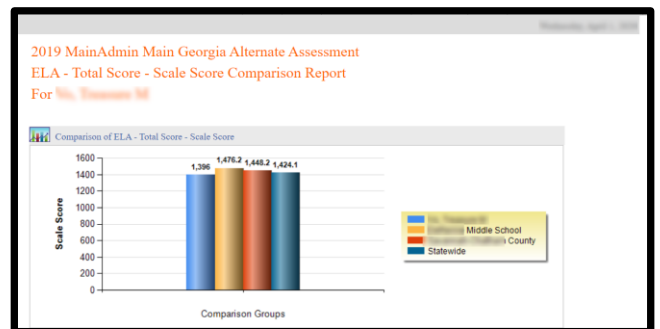 2019 MainAdmin Main Georgia Alternate Assessment
ELA - Total Score - Scale Score Comparison Report
For
Comparison of ELA - Total Score - Scale Score
1600
1400
1200
1000
800
600
400
200
0
Scale Score
1,396
1,476.2
1,448.2
1,424.1
Comparison Groups
Middle School
County
Statewide